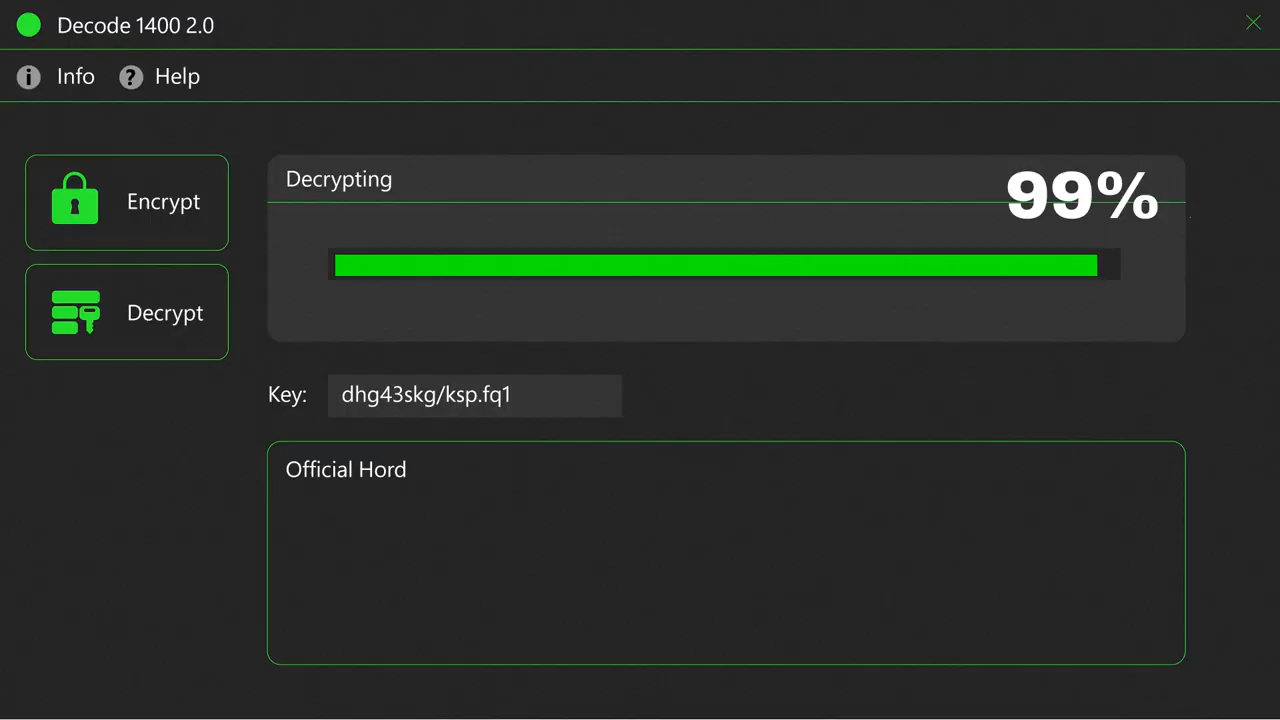 Decode 1400 2.0
Info
Help
Encrypt
Decrypt
Decrypting
99%
Key:
dhg43skg/ksp.fq1
Official Hord